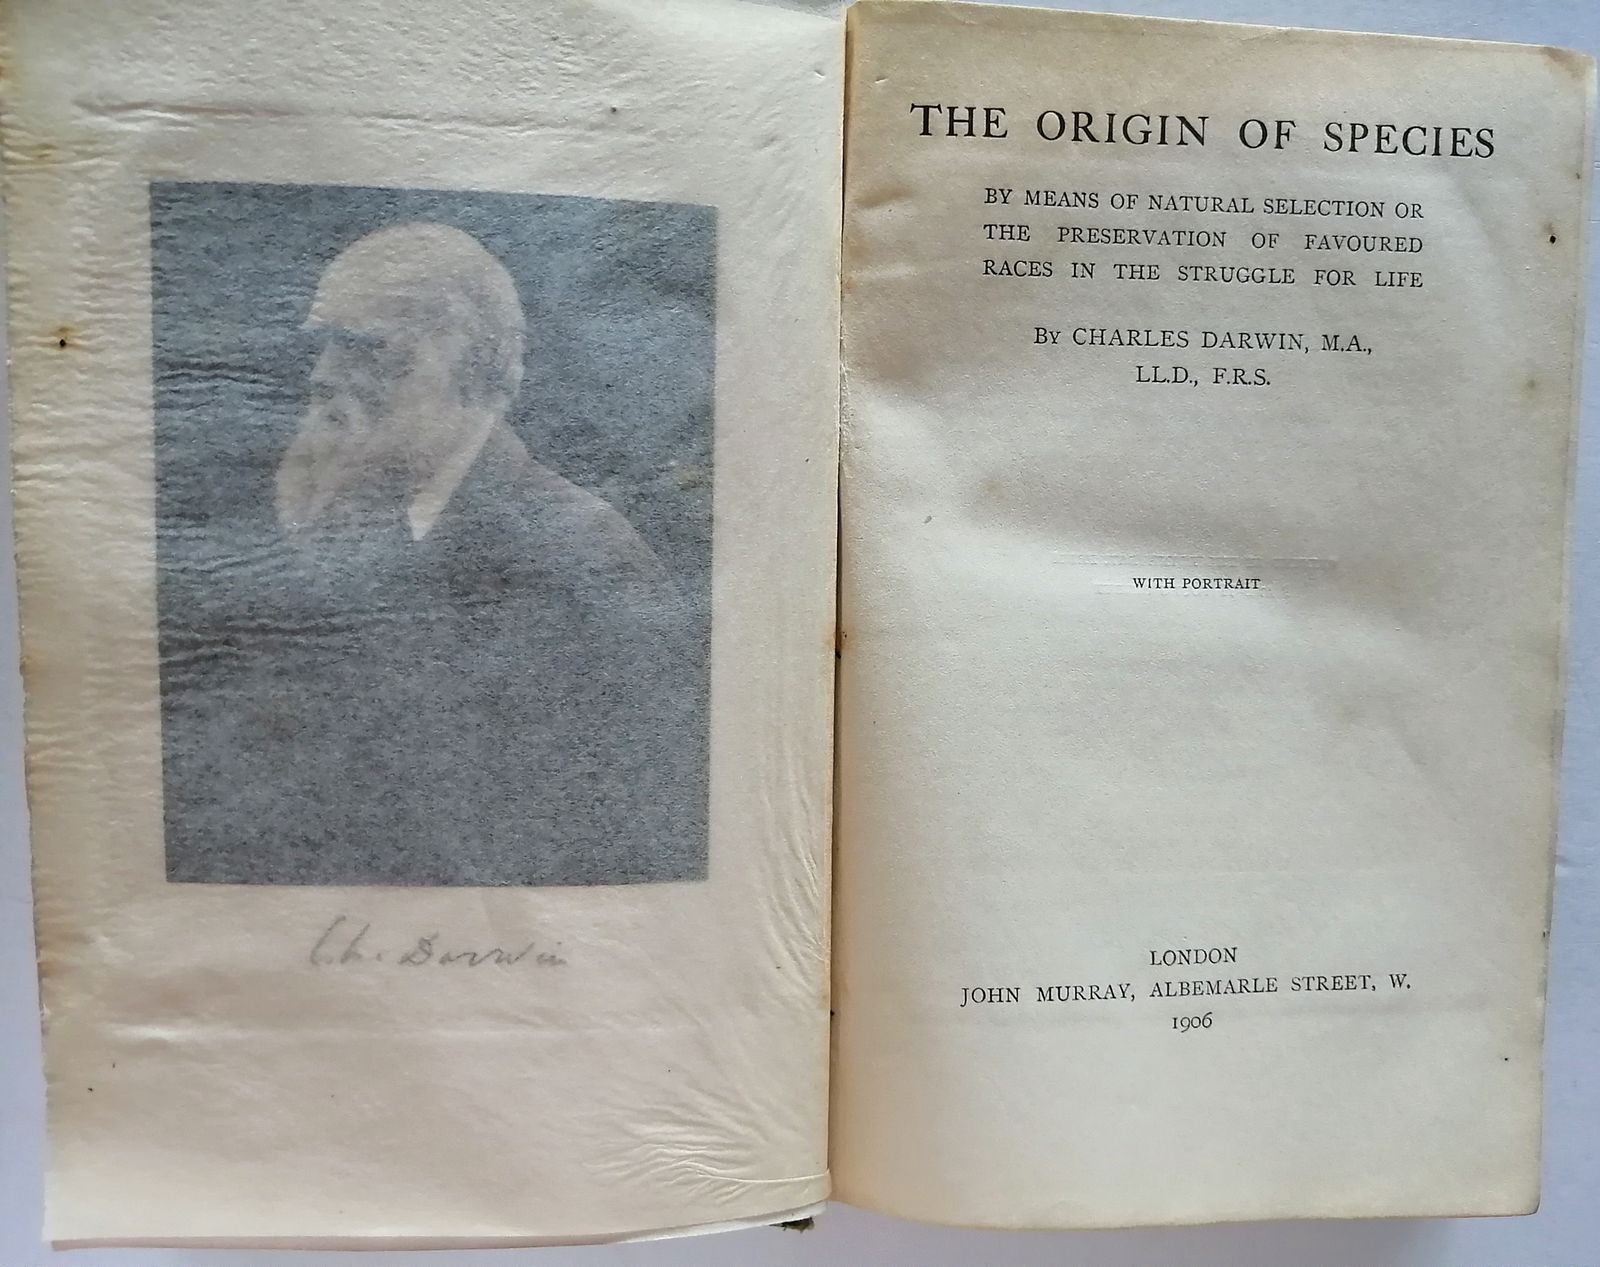 Ch. Darwin
THE ORIGIN OF SPECIES
BY MEANS OF NATURAL SELECTION OR
THE PRESERVATION OF FAVOURED
RACES IN THE STRUGGLE FOR LIFE
By CHARLES DARWIN, M.A.,
LL.D., F.R.S.
WITH PORTRAIT
LONDON
JOHN MURRAY, ALBEMARLE STREET, W.
1906